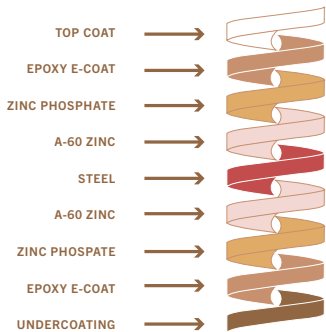 TOP COAT
EPOXY E-COAT
ZINC PHOSPHATE
A-60 ZINC
STEEL
A-60 ZINC
ZINC PHOSPATE
EPOXY E-COAT
UNDERCOATING